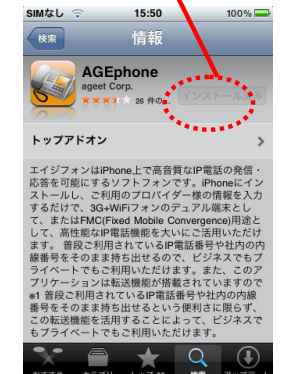 SIMなし 15:50 100%
検索 情報
AGEphone
ageet Corp.
26 件の... インストール済み
トップアドオン
エイジフォンはiPhone上で高音質なIP電話の発信・
応答を可能にするソフトフォンです。iPhoneにイン
ストールし、ご利用のプロバイダー様の情報を入力
するだけで、3G+WiFiフォンのデュアル端末とし
て、またはFMC(Fixed Mobile Convergence)用途と
して、高性能なIP電話機能を大いにご活用いただけ
ます。 普段ご利用されているIP電話番号や社内の内
線番号をそのまま持ち出せるので、ビジネスでもプ
ライベートでもご利用いただけます。また、このア
プリケーションは転送機能が搭載されていますので
※1 普段ご利用されているIP電話番号や社内の内線
番号をそのまま持ち出せるという便利さに限らず、
この転送機能を活用することによって、ビジネスで
もプライベートでもご利用いただけます。